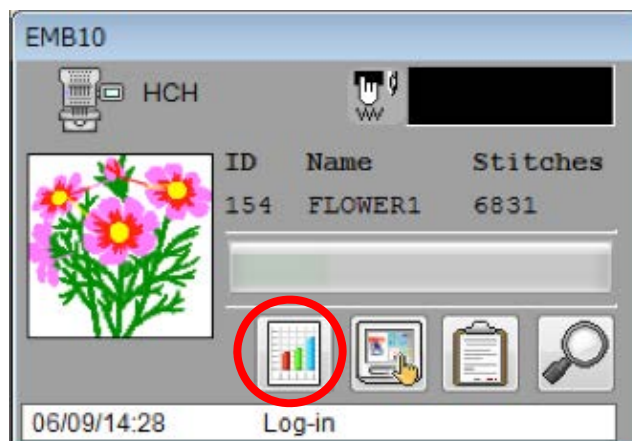 EMB10
HCH
ID Name Stitches
154 FLOWER1 6831
06/09/14:28 Log-in